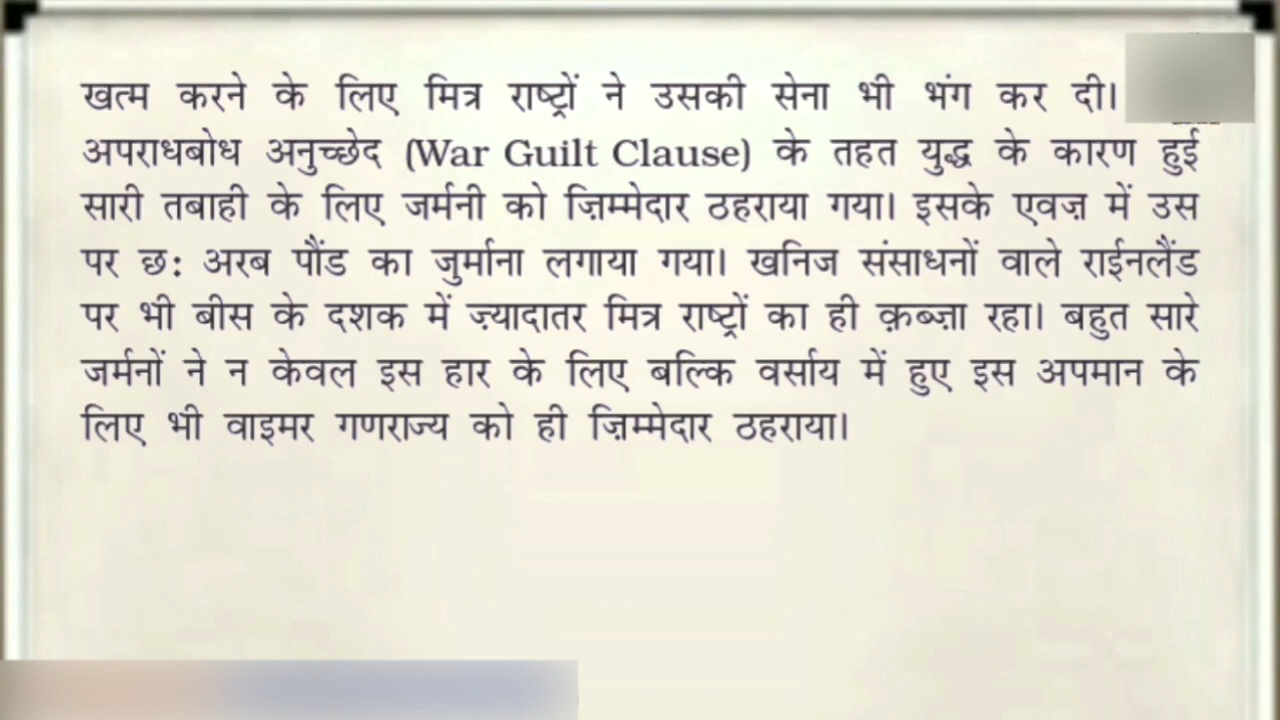 खत्म करने के लिए मित्र राष्ट्रों ने उसकी सेना भी भंग कर दी।
अपराधबोध अनुच्छेद (War Guilt Clause) के तहत युद्ध के कारण हुई
सारी तबाही के लिए जर्मनी को ज़िम्मेदार ठहराया गया। इसके एवज़ में उस
पर छः अरब पौंड का जुर्माना लगाया गया। खनिज संसाधनों वाले राईनलैंड
पर भी बीस के दशक में ज़्यादातर मित्र राष्ट्रों का ही क़ब्ज़ा रहा। बहुत सारे
जर्मनों ने न केवल इस हार के लिए बल्कि वर्साय में हुए इस अपमान के
लिए भी वाइमर गणराज्य को ही ज़िम्मेदार ठहराया।